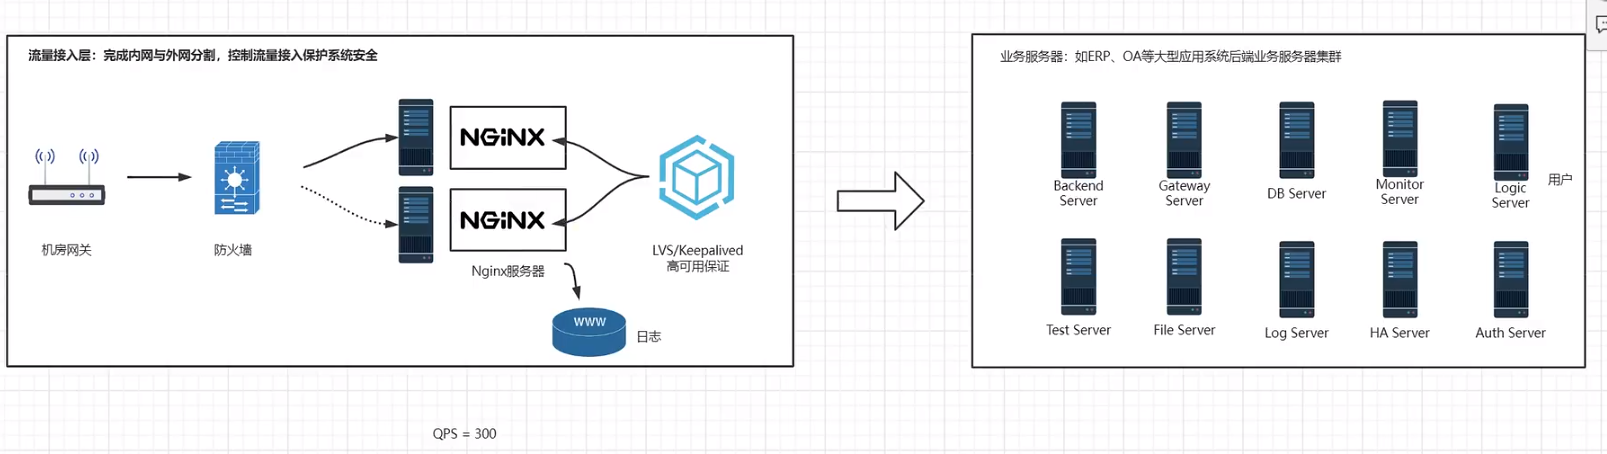 流量接入层：完成内网与外网分割，控制流量接入保护系统安全
NGINX
NGINX
机房网关
防火墙
Nginx服务器
LVS/Keepalived
高可用保证
WWW
日志
QPS = 300
业务服务器：如ERP、OA等大型应用系统后端业务服务器集群
Backend
Server
Gateway
Server
DB Server
Monitor
Server
Logic
Server
用户
Test Server
File Server
Log Server
HA Server
Auth Server